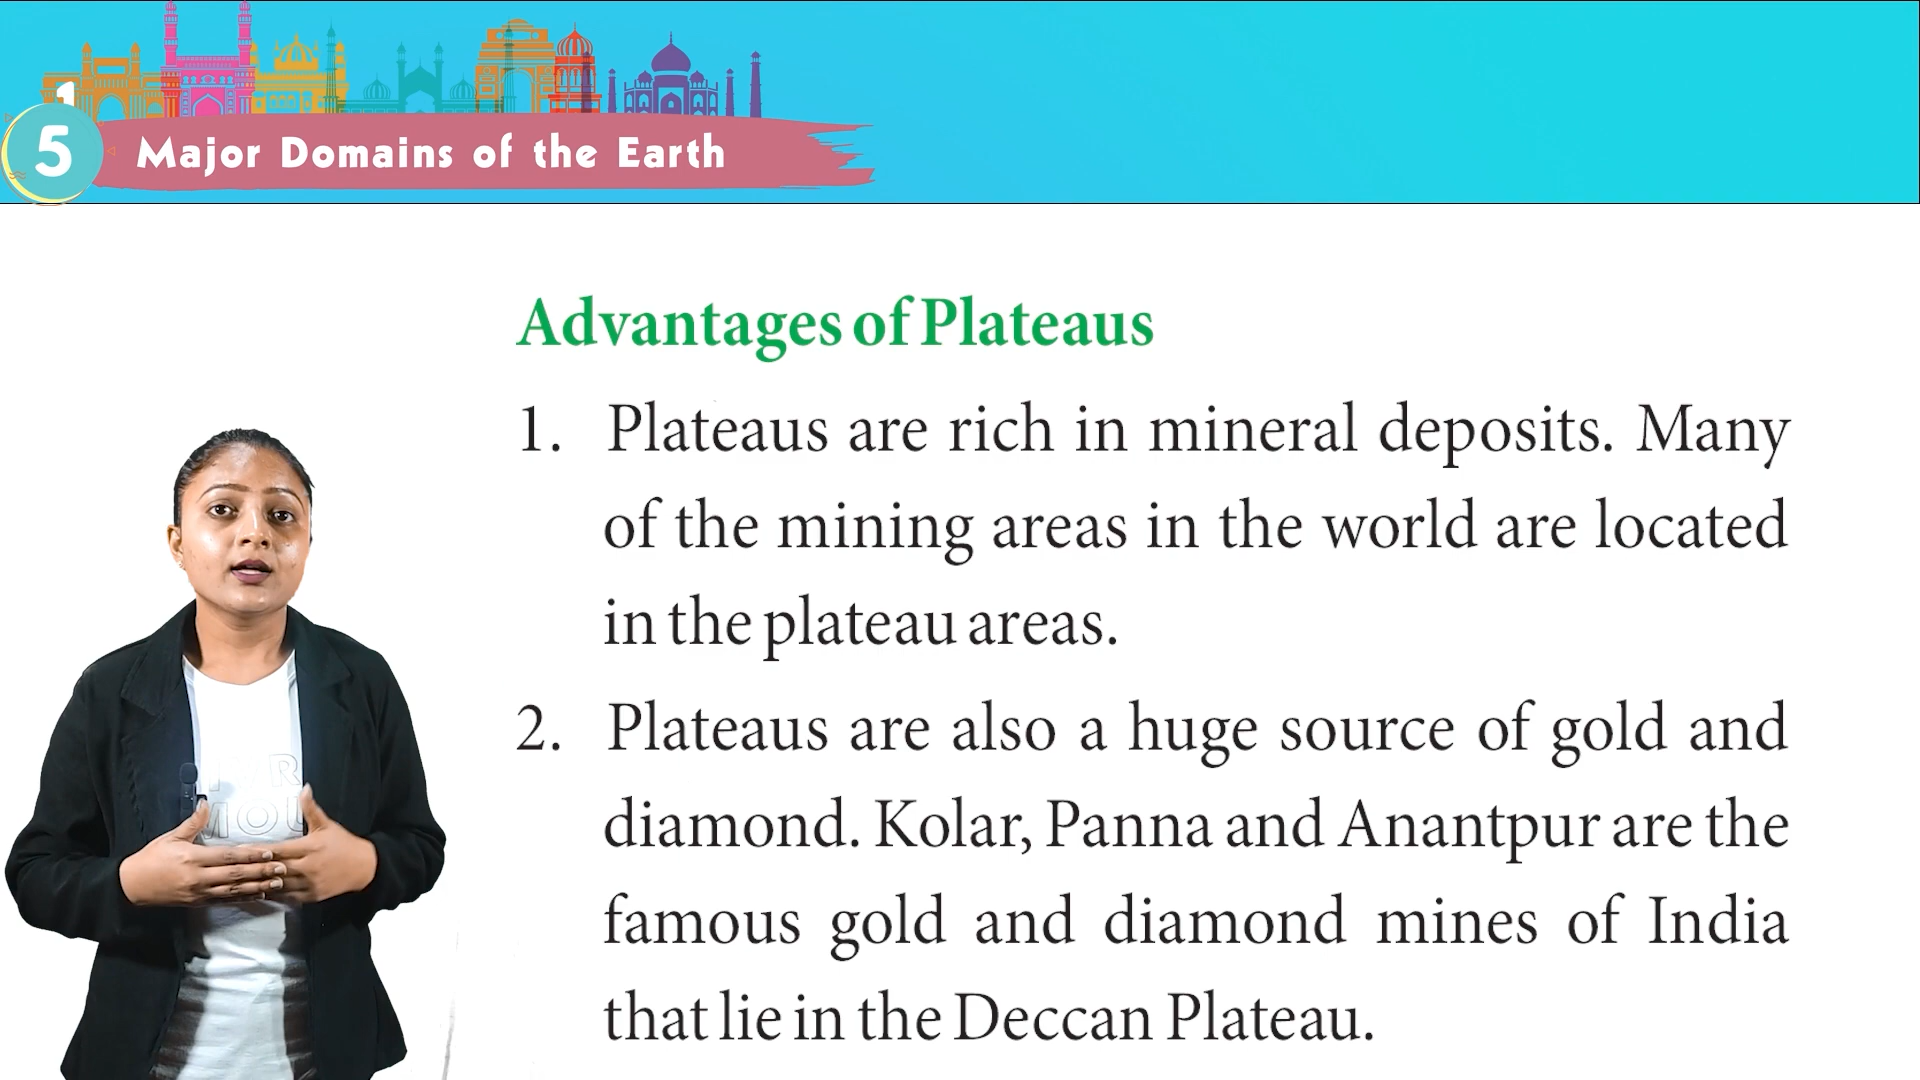 5
Major Domains of the Earth
Advantages of Plateaus
1. Plateaus are rich in mineral deposits. Many
of the mining areas in the world are located
in the plateau areas.
2. Plateaus are also a huge source of gold and
diamond. Kolar, Panna and Anantpur are the
famous gold and diamond mines of India
that lie in the Deccan Plateau.